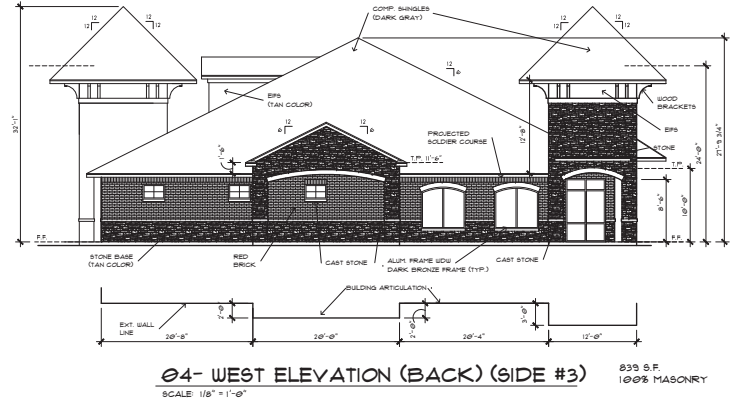 COMP. SHINGLES
(DARK GRAY)
12
12
12
12
12
12
12
12
32'-1"
EIFS
(TAN COLOR)
12
6
WOOD
BRACKETS
EIFS
STONE
12'-8"
PROJECTED
SOLDIER COURSE
6
12
12
6
1'-6"
T.P. 11'-6"
T.P.
8'-6"
10'-0"
24'-0"
27'-9 3/4"
F.F.
F.F.
STONE BASE
(TAN COLOR)
RED
BRICK
CAST STONE
ALUM. FRAME WDW
DARK BRONZE FRAME (TYP.)
CAST STONE
BUILDING ARTICULATION
EXT. WALL
LINE
2'-0"
2'-0"
3'-0"
20'-8"
20'-0"
20'-4"
12'-0"
04- WEST ELEVATION (BACK) (SIDE #3)
SCALE: 1/8" = 1'-0"
839 S.F.
100% MASONRY